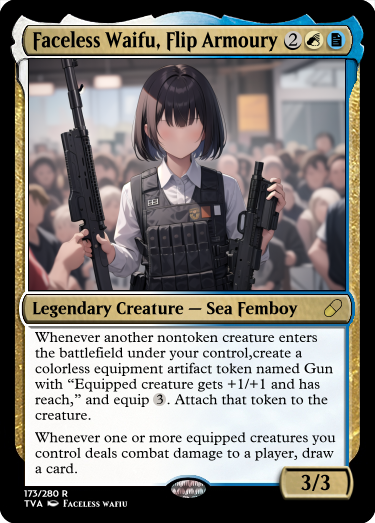 Faceless Waifu, Flip Armoury 2
Legendary Creature — Sea Femboy
Whenever another nontoken creature enters
the battlefield under your control,create a
colorless equipment artifact token named Gun
with “Equipped creature gets +1/+1 and has
reach,” and equip 3. Attach that token to the
creature.
Whenever one or more equipped creatures you
control deals combat damage to a player, draw
a card.
3/3
173/280 R
TVA Faceless wafiu